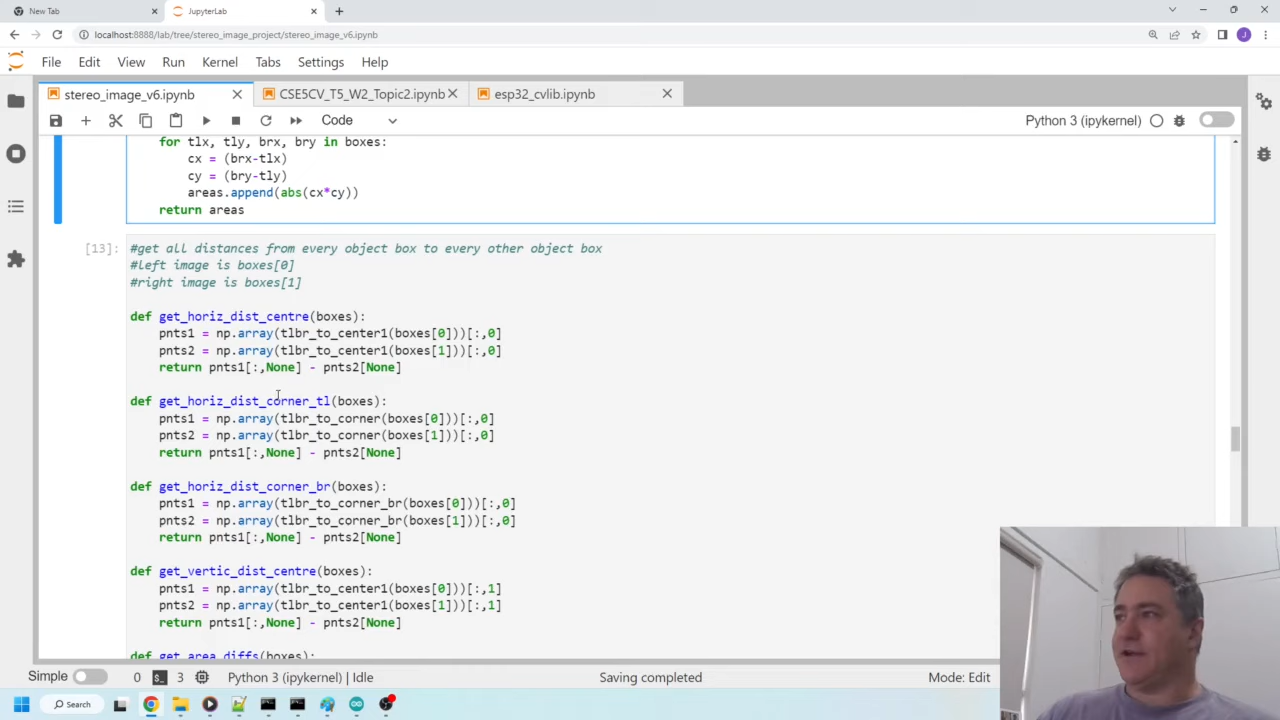 New Tab
JupyterLab
localhost:8888/lab/tree/stereo_image_project/stereo_image_v6.ipynb
J
File Edit View Run Kernel Tabs Settings Help
stereo_image_v6.ipynb
CSE5CV_T5_W2_Topic2.ipynb
esp32_cvlib.ipynb
Code
Python 3 (ipykernel)
for tlx, tly, brx, bry in boxes:
cx = (brx-tlx)
cy = (bry-tly)
areas.append(abs(cx*cy))
return areas
[13]:
#get all distances from every object box to every other object box
#left image is boxes[0]
#right image is boxes[1]
def get_horiz_dist_centre(boxes):
pnts1 = np.array(tlbr_to_center1(boxes[0]))[:,0]
pnts2 = np.array(tlbr_to_center1(boxes[1]))[:,0]
return pnts1[:,None] - pnts2[None]
def get_horiz_dist_corner_tl(boxes):
pnts1 = np.array(tlbr_to_corner(boxes[0]))[:,0]
pnts2 = np.array(tlbr_to_corner(boxes[1]))[:,0]
return pnts1[:,None] - pnts2[None]
def get_horiz_dist_corner_br(boxes):
pnts1 = np.array(tlbr_to_corner_br(boxes[0]))[:,0]
pnts2 = np.array(tlbr_to_corner_br(boxes[1]))[:,0]
return pnts1[:,None] - pnts2[None]
def get_vertic_dist_centre(boxes):
pnts1 = np.array(tlbr_to_center1(boxes[0]))[:,1]
pnts2 = np.array(tlbr_to_center1(boxes[1]))[:,1]
return pnts1[:,None] - pnts2[None]
def get_area_diffs(boxes):
Simple 0 3 Python 3 (ipykernel) | Idle Saving completed Mode: Edit
Search